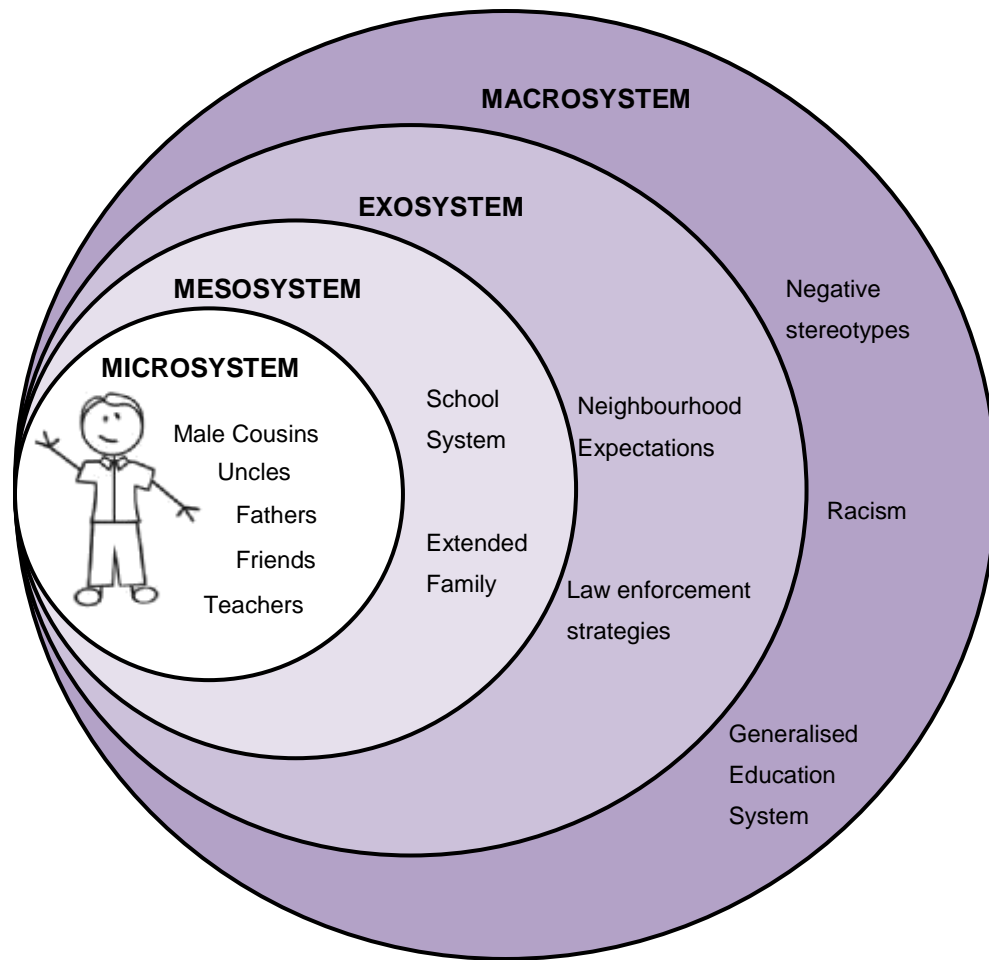 MACROSYSTEM
EXOSYSTEM
MESOSYSTEM
MICROSYSTEM
Male Cousins
Uncles
Fathers
Friends
Teachers
School
System
Extended
Family
Neighbourhood
Expectations
Law enforcement
strategies
Negative
stereotypes
Racism
Generalised
Education
System